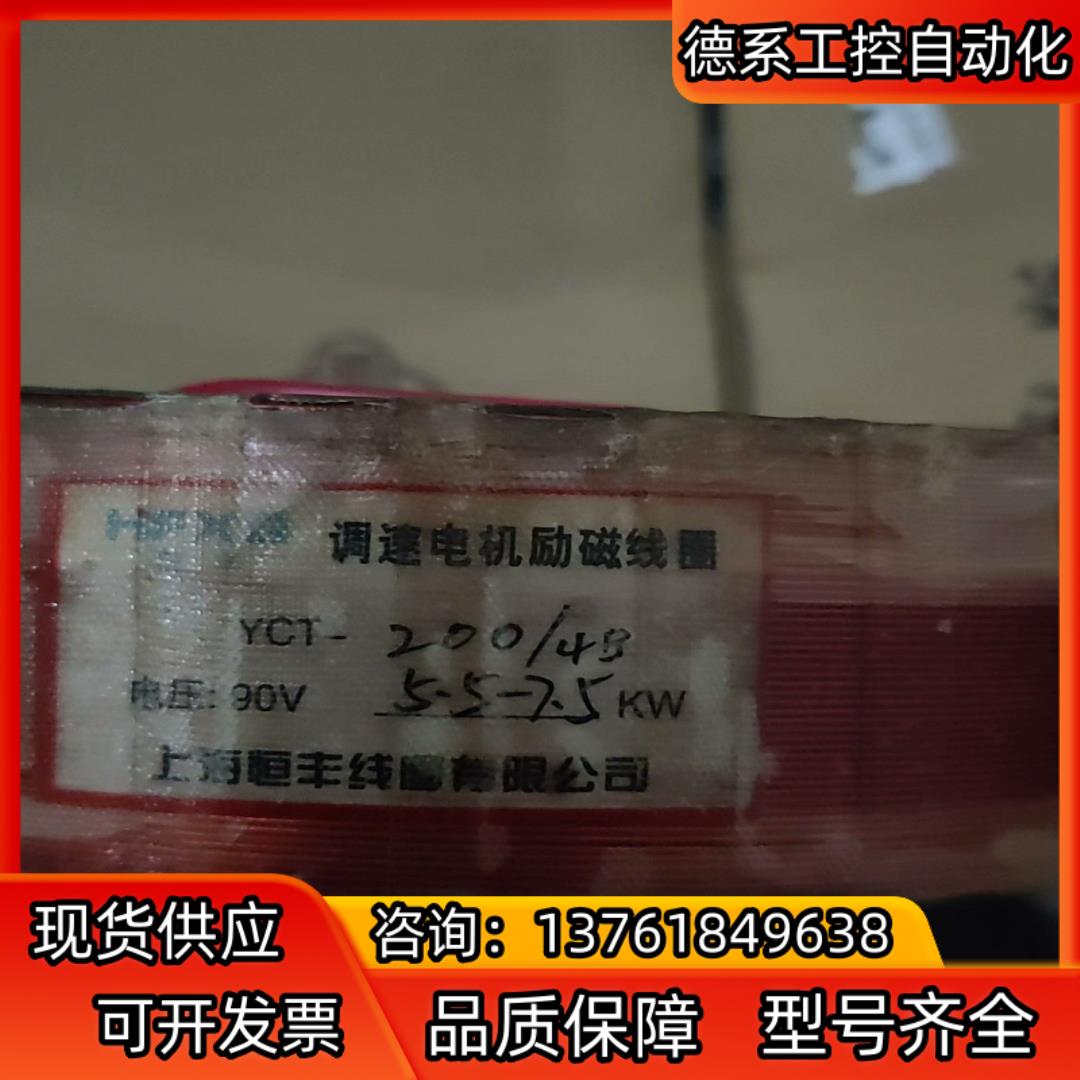 德系工控自动化
调速电机励磁线圈
YCT- 200/4B
电压: 90V 5.5-7.5 KW
上海恒丰线圈有限公司
现货供应
咨询：13761849638
可开发票 品质保障 型号齐全